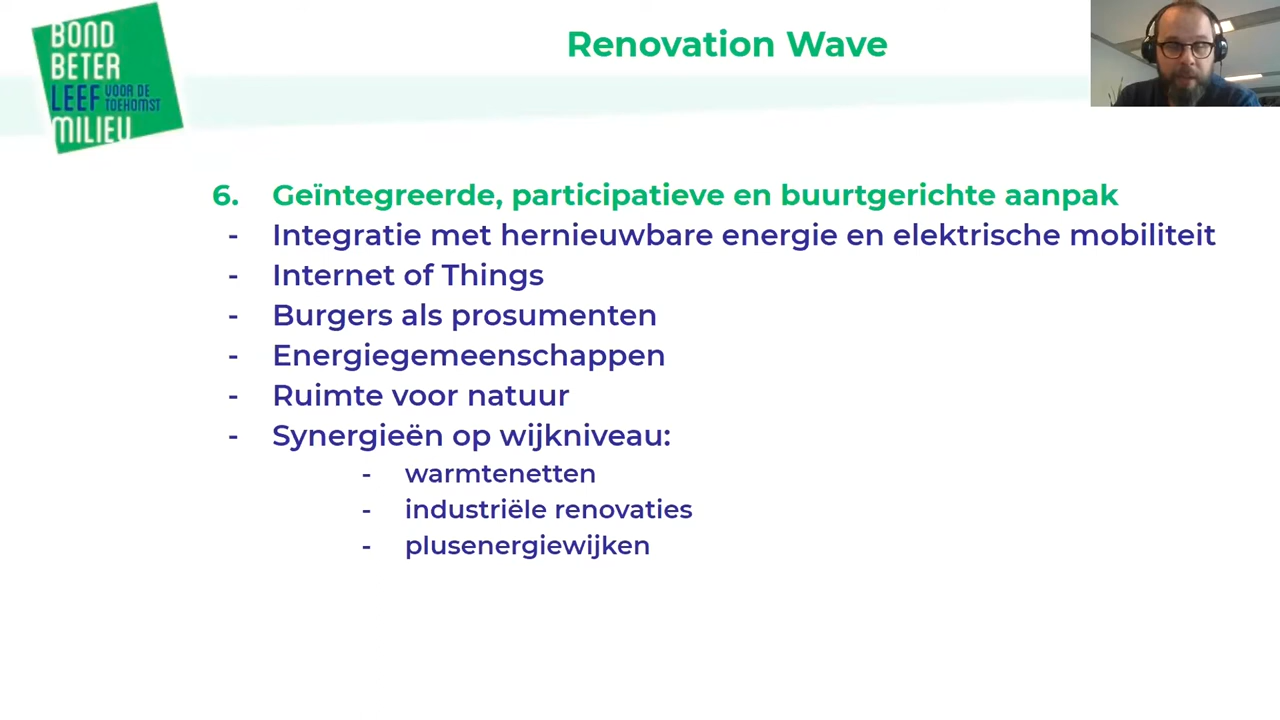 BOND
BETER
LEEF VOOR DE TOEKOMST
MILIEU
Renovation Wave
6. Geïntegreerde, participatieve en buurtgerichte aanpak
- Integratie met hernieuwbare energie en elektrische mobiliteit
- Internet of Things
- Burgers als prosumenten
- Energiegemeenschappen
- Ruimte voor natuur
- Synergieën op wijkniveau:
- warmtenetten
- industriële renovaties
- plusenergiewijken